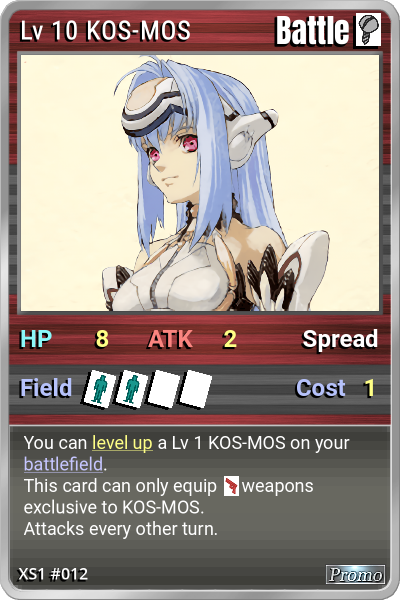 Lv 10 KOS-MOS Battle
HP 8 ATK 2 Spread
Field Cost 1
You can level up a Lv 1 KOS-MOS on your
battlefield.
This card can only equip weapons
exclusive to KOS-MOS.
Attacks every other turn.
XS1 #012 Promo